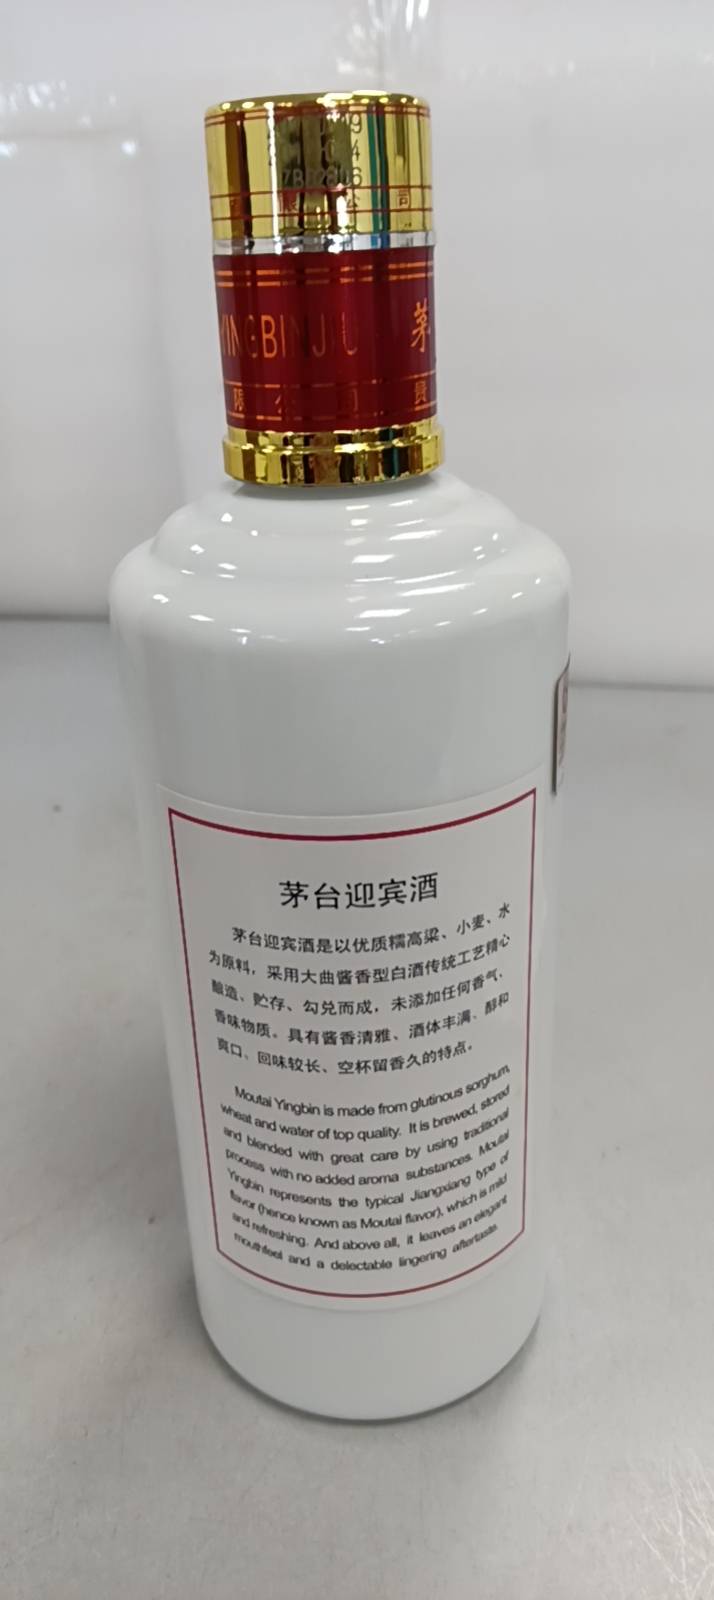 YINGBINJIU 茅
限公司 贵
茅台迎宾酒
茅台迎宾酒是以优质糯高粱、小麦、水
为原料，采用大曲酱香型白酒传统工艺精心
酿造、贮存、勾兑而成，未添加任何香气、
香味物质。具有酱香清雅、酒体丰满、醇和
爽口、回味较长、空杯留香久的特点。
Moutai Yingbin is made from glutinous sorghum,
wheat and water of top quality. It is brewed, stored
and blended with great care by using traditional
process with no added aroma substances. Moutai
Yingbin represents the typical Jiangxiang type of
flavor (hence known as Moutai flavor), which is mild
and refreshing. And above all, it leaves an elegant
mouthfeel and a delectable lingering aftertaste.